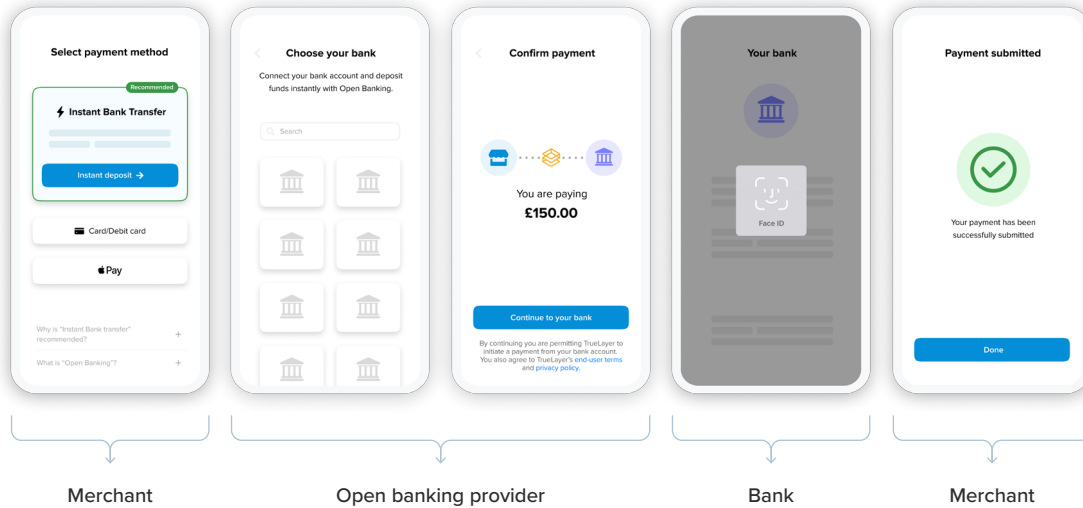 Select payment method
Recommended
Instant Bank Transfer
Instant deposit →
Card/Debit card
Pay
Why is "Instant Bank transfer"
recommended?
+
What is "Open Banking"?
+
Choose your bank
Connect your bank account and deposit
funds instantly with Open Banking.
Search
Confirm payment
You are paying
£150.00
Continue to your bank
By continuing you are permitting TrueLayer to
initiate a payment from your bank account.
You also agree to TrueLayer's end-user terms
and privacy policy.
Your bank
Face ID
Payment submitted
Your payment has been
successfully submitted
Done
Merchant
Open banking provider
Bank
Merchant